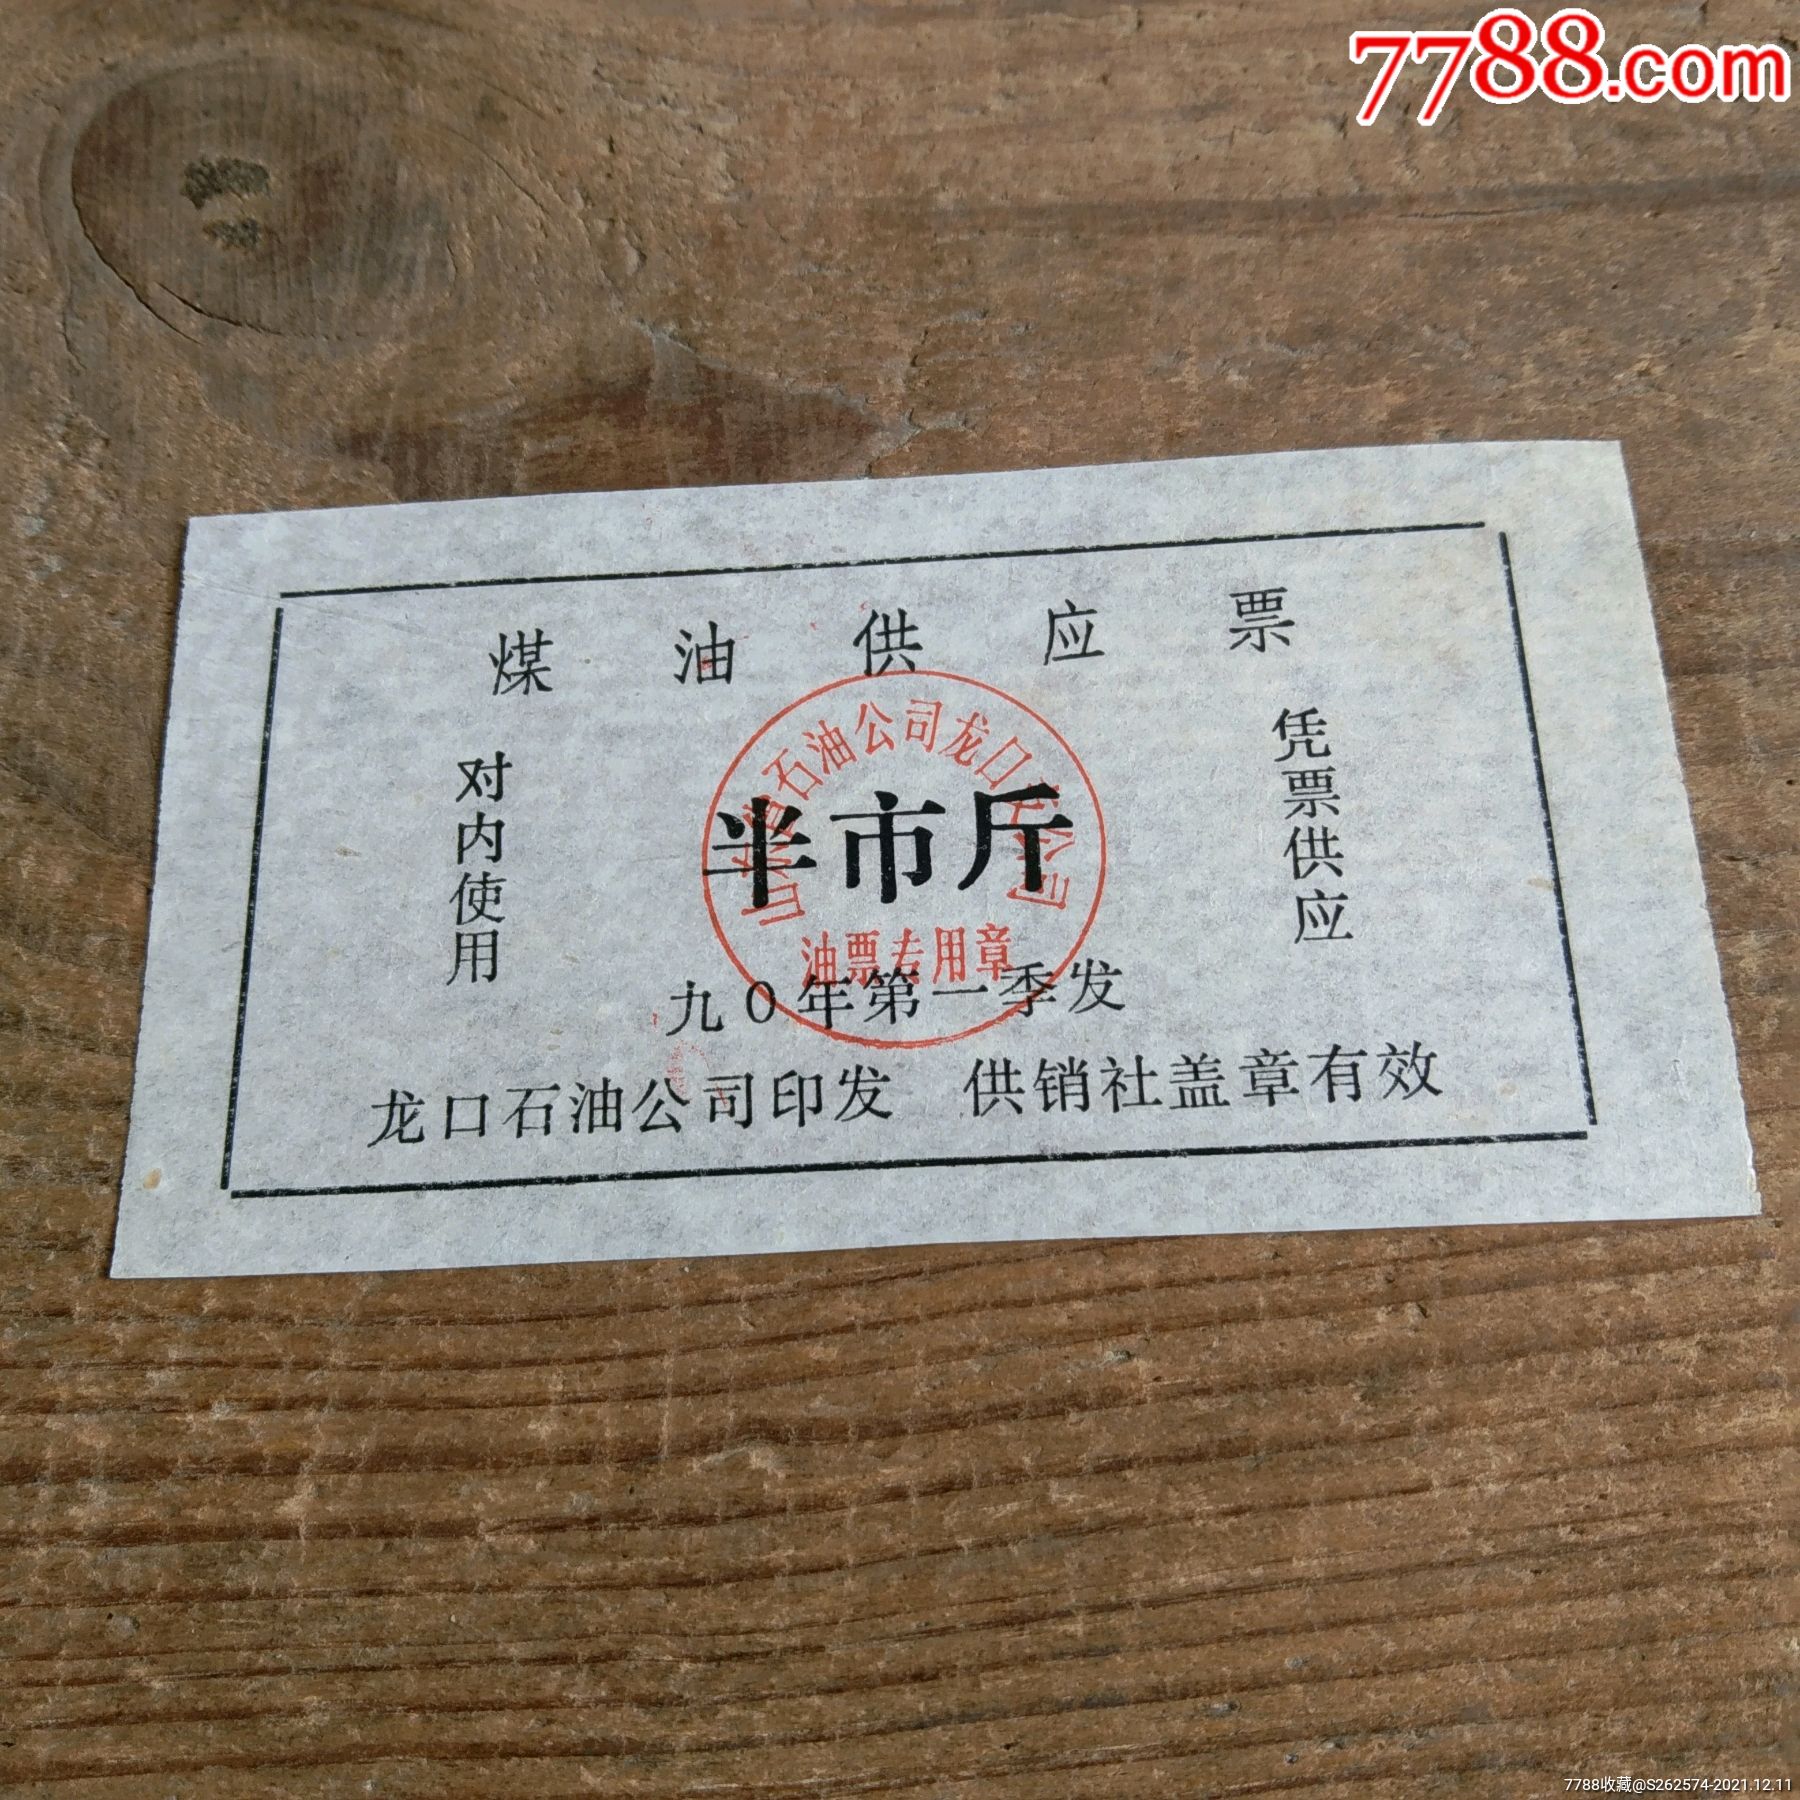 7788.com
煤油供应票
对内使用
凭票供应
石油公司龙口
半市斤
油票专用章
九0年第一季发
龙口石油公司印发 供销社盖章有效
7788收藏@S262574-2021.12.11